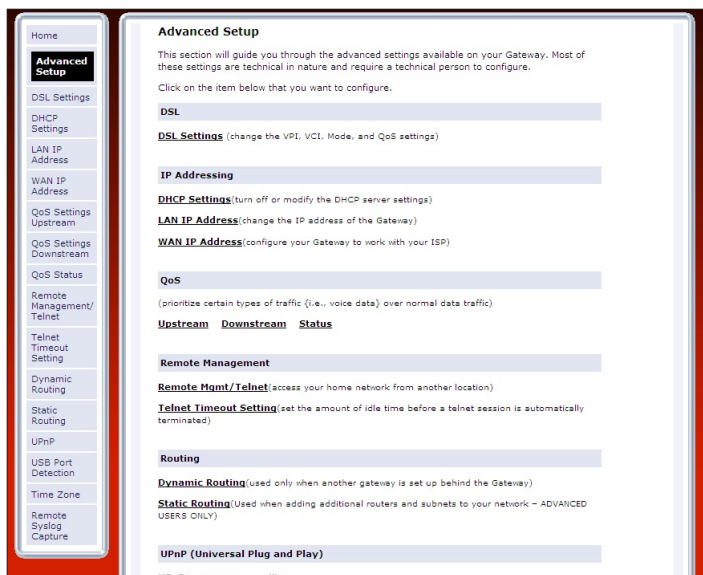 Home
Advanced
Setup
DSL Settings
DHCP
Settings
LAN IP
Address
WAN IP
Address
QoS Settings
Upstream
QoS Settings
Downstream
QoS Status
Remote
Management/
Telnet
Telnet
Timeout
Setting
Dynamic
Routing
Static
Routing
UPnP
USB Port
Detection
Time Zone
Remote
Syslog
Capture
Advanced Setup
This section will guide you through the advanced settings available on your Gateway. Most of
these settings are technical in nature and require a technical person to configure.
Click on the item below that you want to configure.
DSL
DSL Settings (change the VPI, VCI, Mode, and QoS settings)
IP Addressing
DHCP Settings(turn off or modify the DHCP server settings)
LAN IP Address(change the IP address of the Gateway)
WAN IP Address(configure your Gateway to work with your ISP)
QoS
(prioritize certain types of traffic {i.e., voice data} over normal data traffic)
Upstream Downstream Status
Remote Management
Remote Mgmt/Telnet(access your home network from another location)
Telnet Timeout Setting(set the amount of idle time before a telnet session is automatically
terminated)
Routing
Dynamic Routing(used only when another gateway is set up behind the Gateway)
Static Routing(Used when adding additional routers and subnets to your network – ADVANCED
USERS ONLY)
UPnP (Universal Plug and Play)